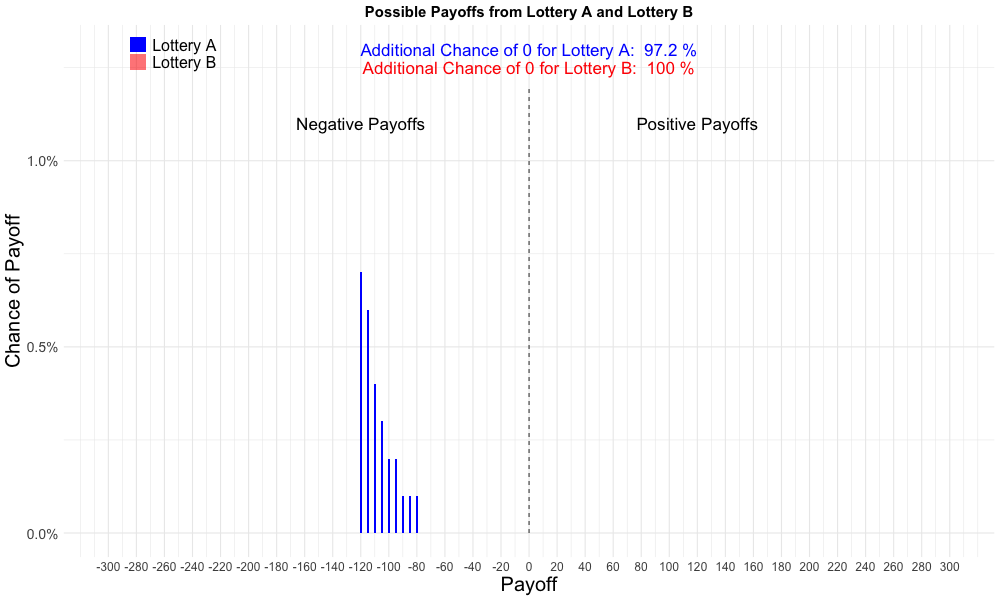 Possible Payoffs from Lottery A and Lottery B
Lottery A
Lottery B
Additional Chance of 0 for Lottery A:  97.2 %
Additional Chance of 0 for Lottery B:  100 %
Negative Payoffs
Positive Payoffs
Chance of Payoff
1.0%
0.5%
0.0%
-300 -280 -260 -240 -220 -200 -180 -160 -140 -120 -100 -80 -60 -40 -20 0 20 40 60 80 100 120 140 160 180 200 220 240 260 280 300
Payoff